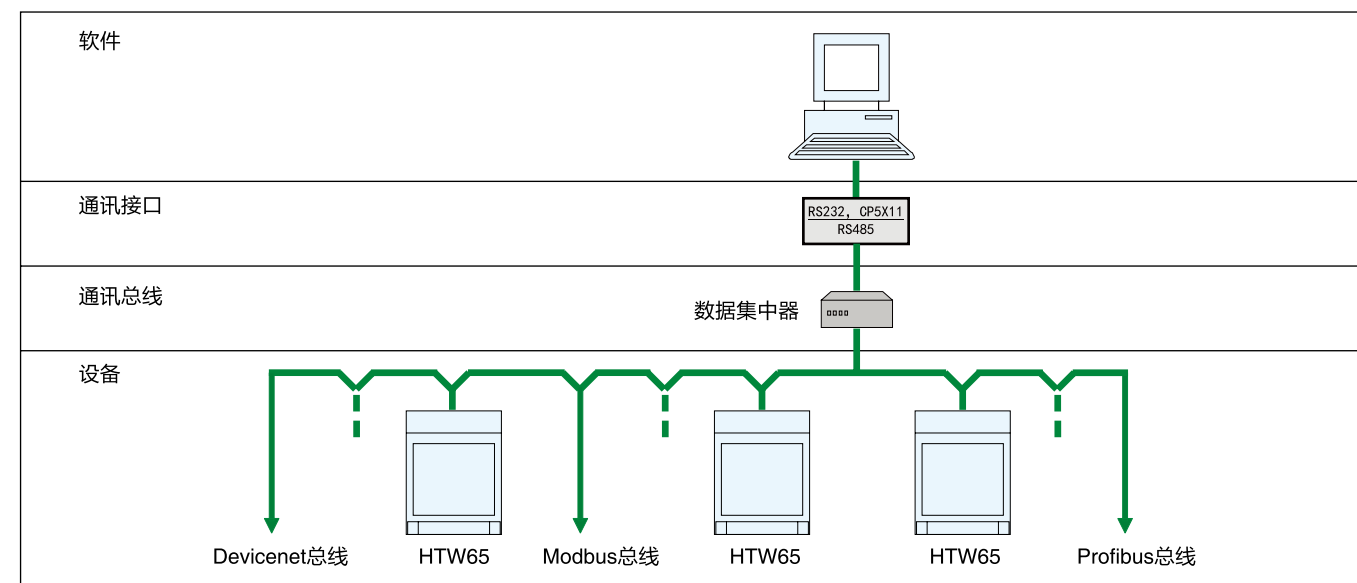 软件
通讯接口
RS232, CP5X11
RS485
通讯总线
数据集中器
设备
Devicenet总线
HTW65
Modbus总线
HTW65
HTW65
Profibus总线